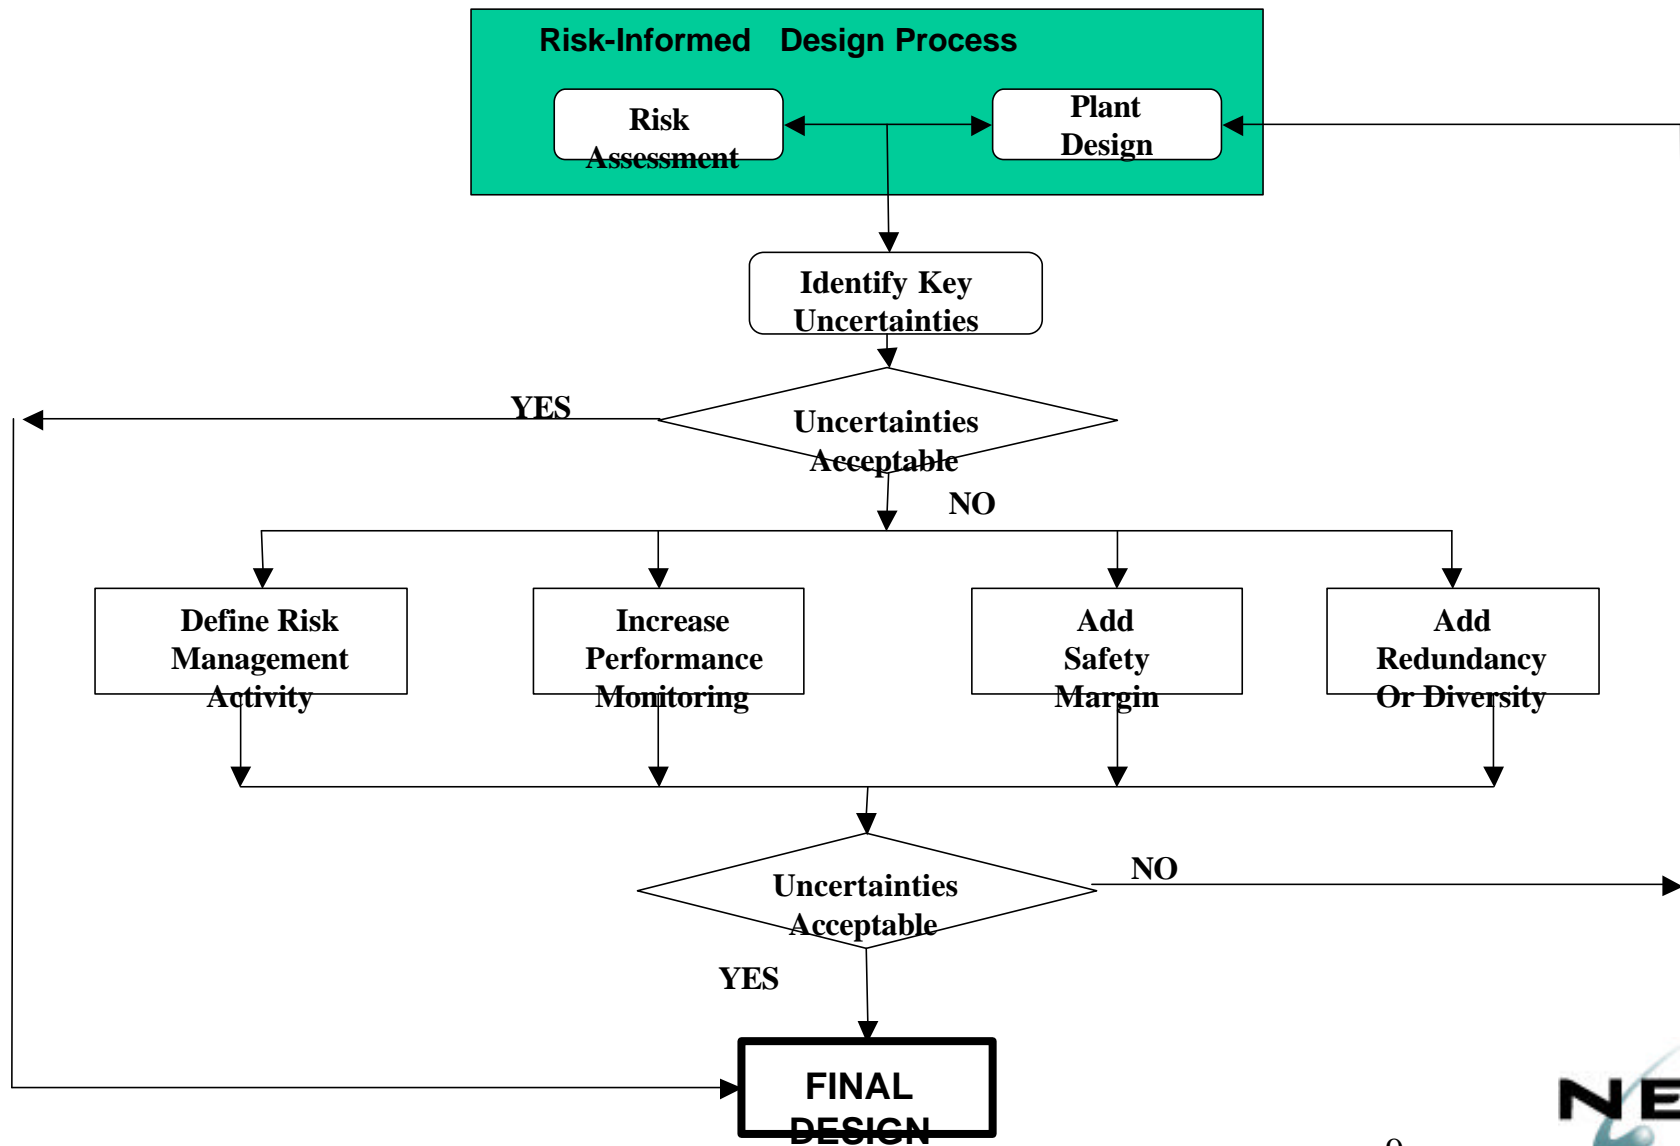 Risk-Informed Design Process
Risk
Assessment
Plant
Design
Identify Key
Uncertainties
YES
Uncertainties
Acceptable
NO
Define Risk
Management
Activity
Increase
Performance
Monitoring
Add
Safety
Margin
Add
Redundancy
Or Diversity
Uncertainties
Acceptable
NO
YES
FINAL
DESIGN
NE